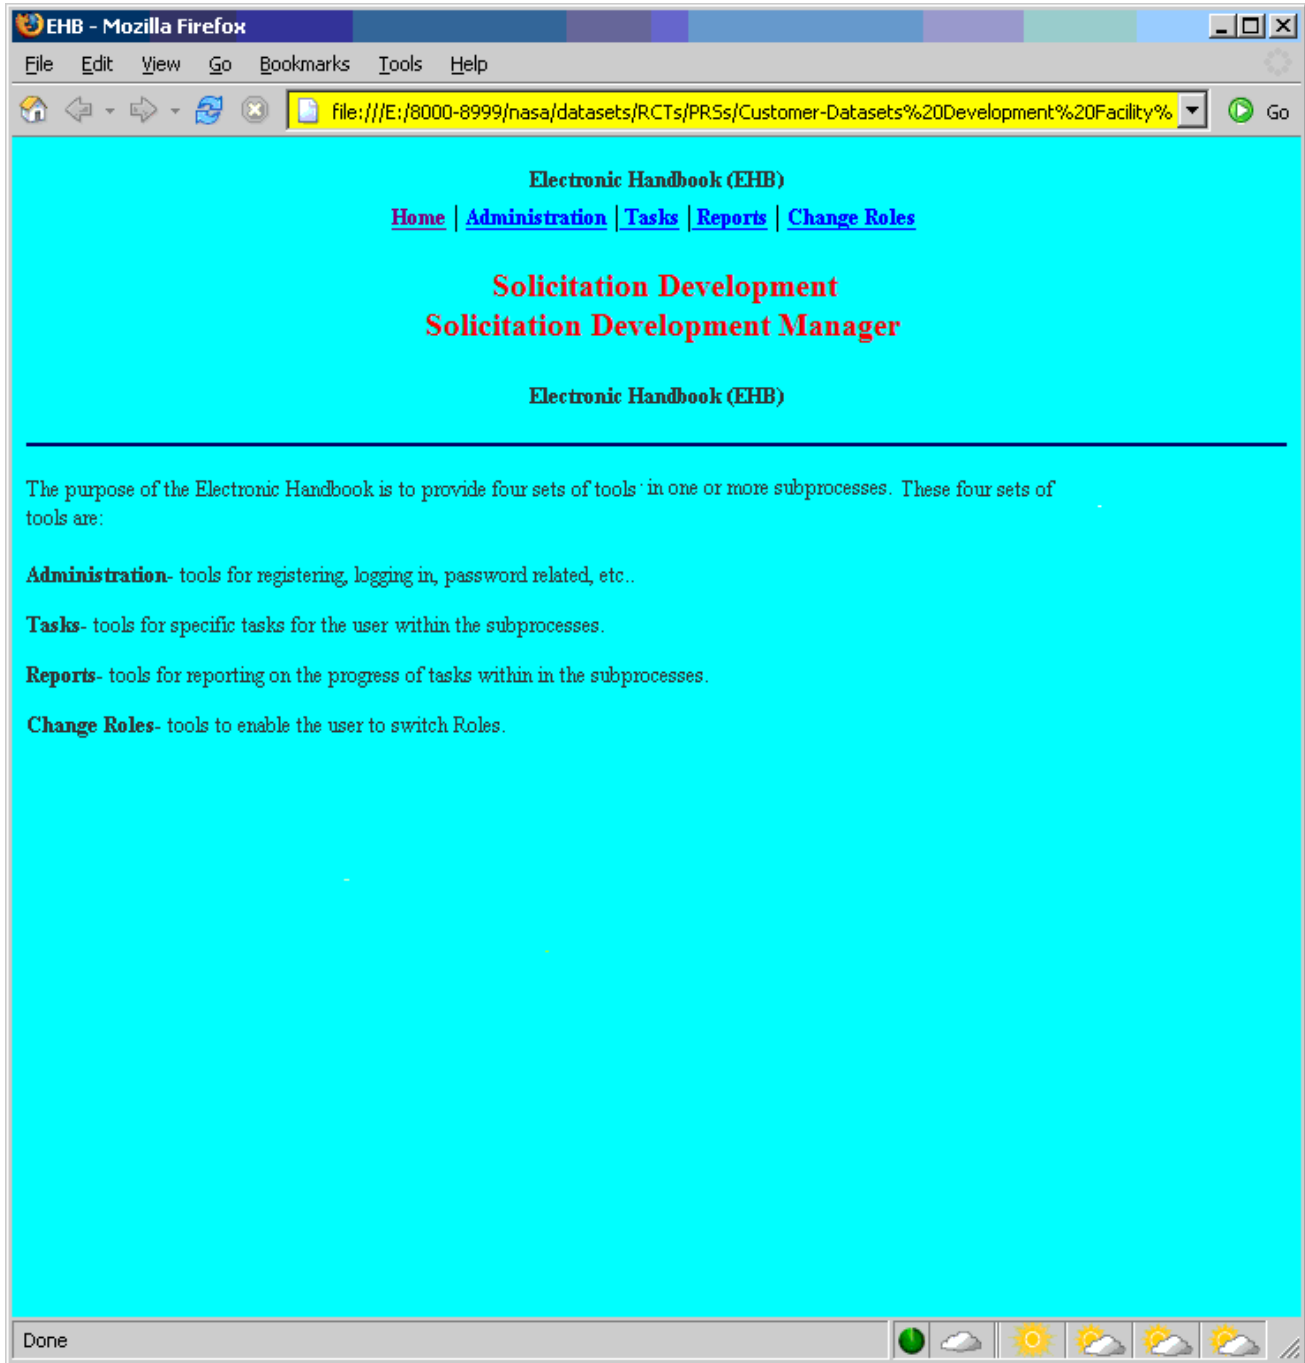 EHB - Mozilla Firefox
File Edit View Go Bookmarks Tools Help
file:///E:/8000-8999/nasa/datasets/RCTs/PRSs/Customer-Datasets%20Development%20Facility% Go
Electronic Handbook (EHB)
Home | Administration | Tasks | Reports | Change Roles
Solicitation Development
Solicitation Development Manager
Electronic Handbook (EHB)
The purpose of the Electronic Handbook is to provide four sets of tools in one or more subprocesses. These four sets of
tools are:
Administration- tools for registering, logging in, password related, etc..
Tasks- tools for specific tasks for the user within the subprocesses.
Reports- tools for reporting on the progress of tasks within in the subprocesses.
Change Roles- tools to enable the user to switch Roles.
Done